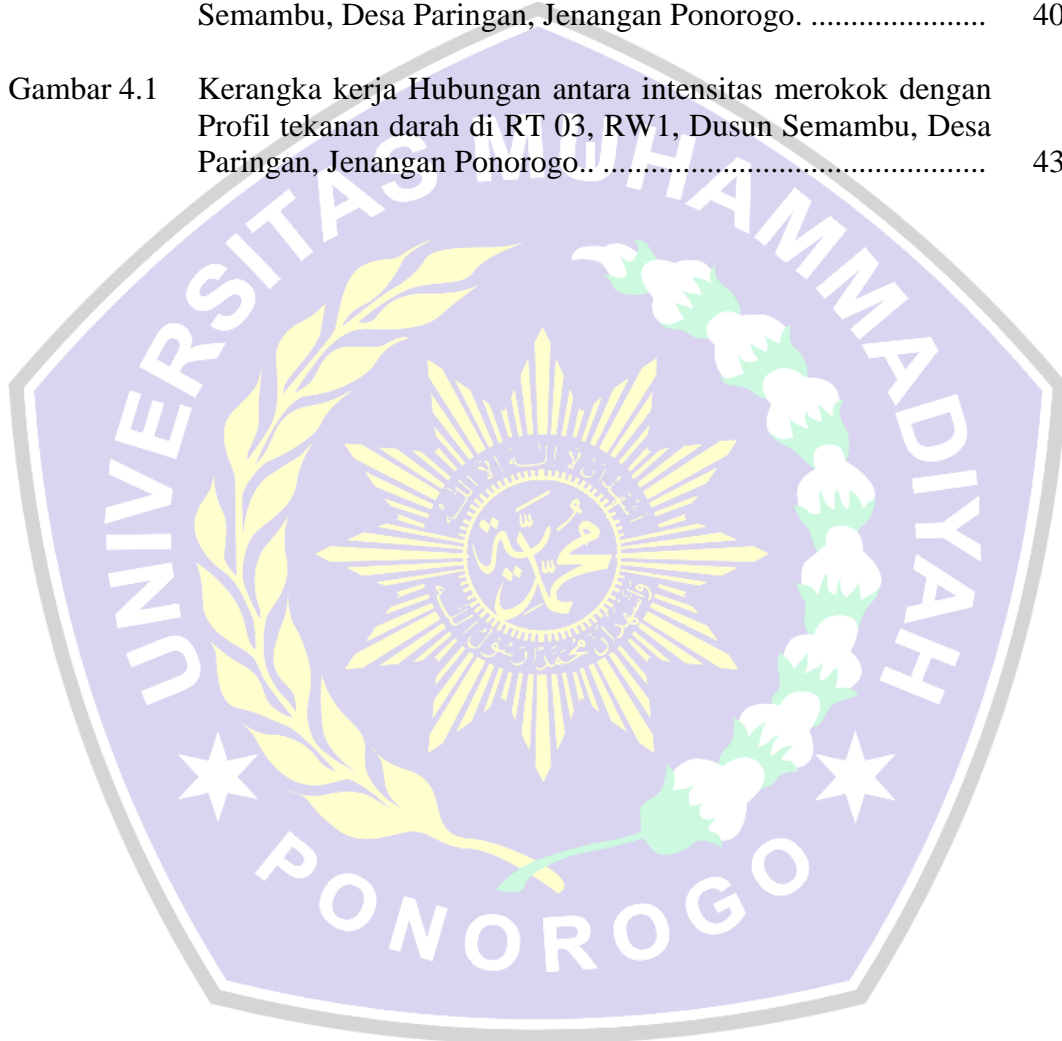 Semambu, Desa Paringan, Jenangan Ponorogo. ...................... 40
Gambar 4.1 Kerangka kerja Hubungan antara intensitas merokok dengan
Profil tekanan darah di RT 03, RW1, Dusun Semambu, Desa
Paringan, Jenangan Ponorogo.. ................................................ 43
UNIVERSITAS MUHAMMADIYAH
PONOROGO
محمدية